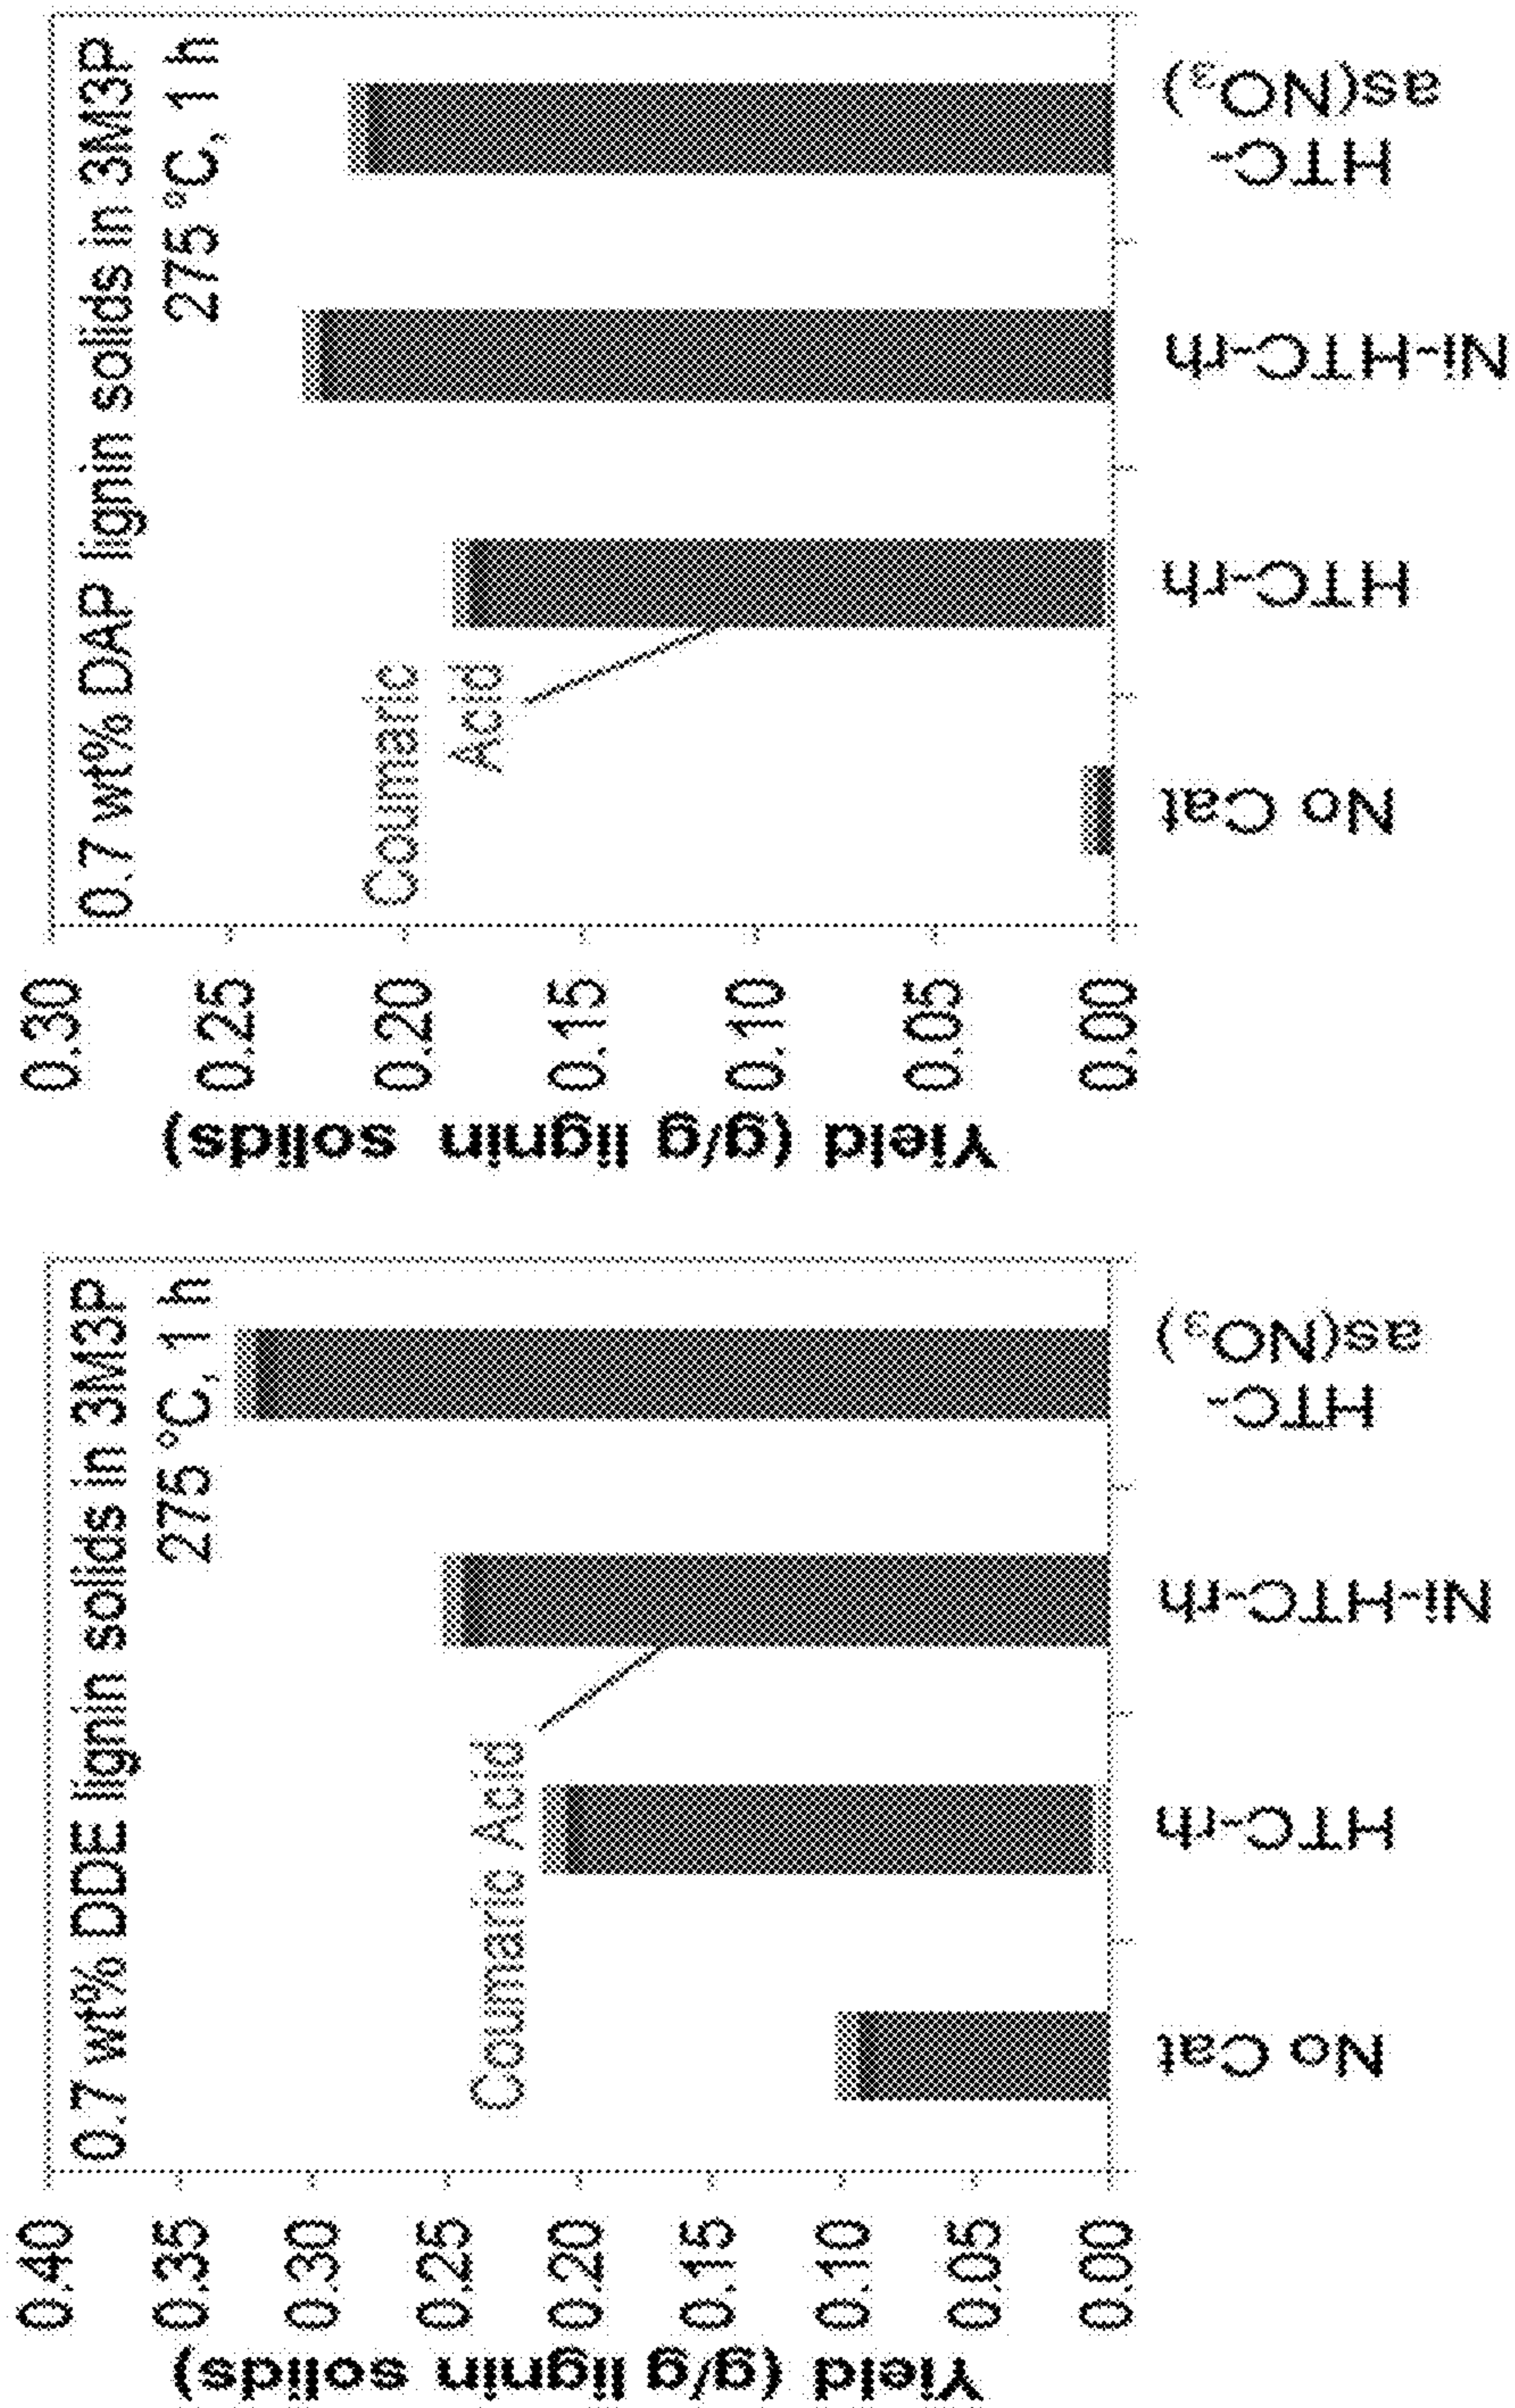 0.7 wt% DDE lignin solids in 3M3P
275 °C, 1 h
Coumaric Acid
Yield (g/g lignin solids)
0.40
0.35
0.30
0.25
0.20
0.15
0.10
0.05
0.00
No Cat
HTC-rh
Ni-HTC-rh
HTC-
as(NO₃)
0.7 wt% DAP lignin solids in 3M3P
275 °C, 1 h
Coumaric
Acid
Yield (g/g lignin solids)
0.30
0.25
0.20
0.15
0.10
0.05
0.00
No Cat
HTC-rh
Ni-HTC-rh
HTC-
as(NO₃)